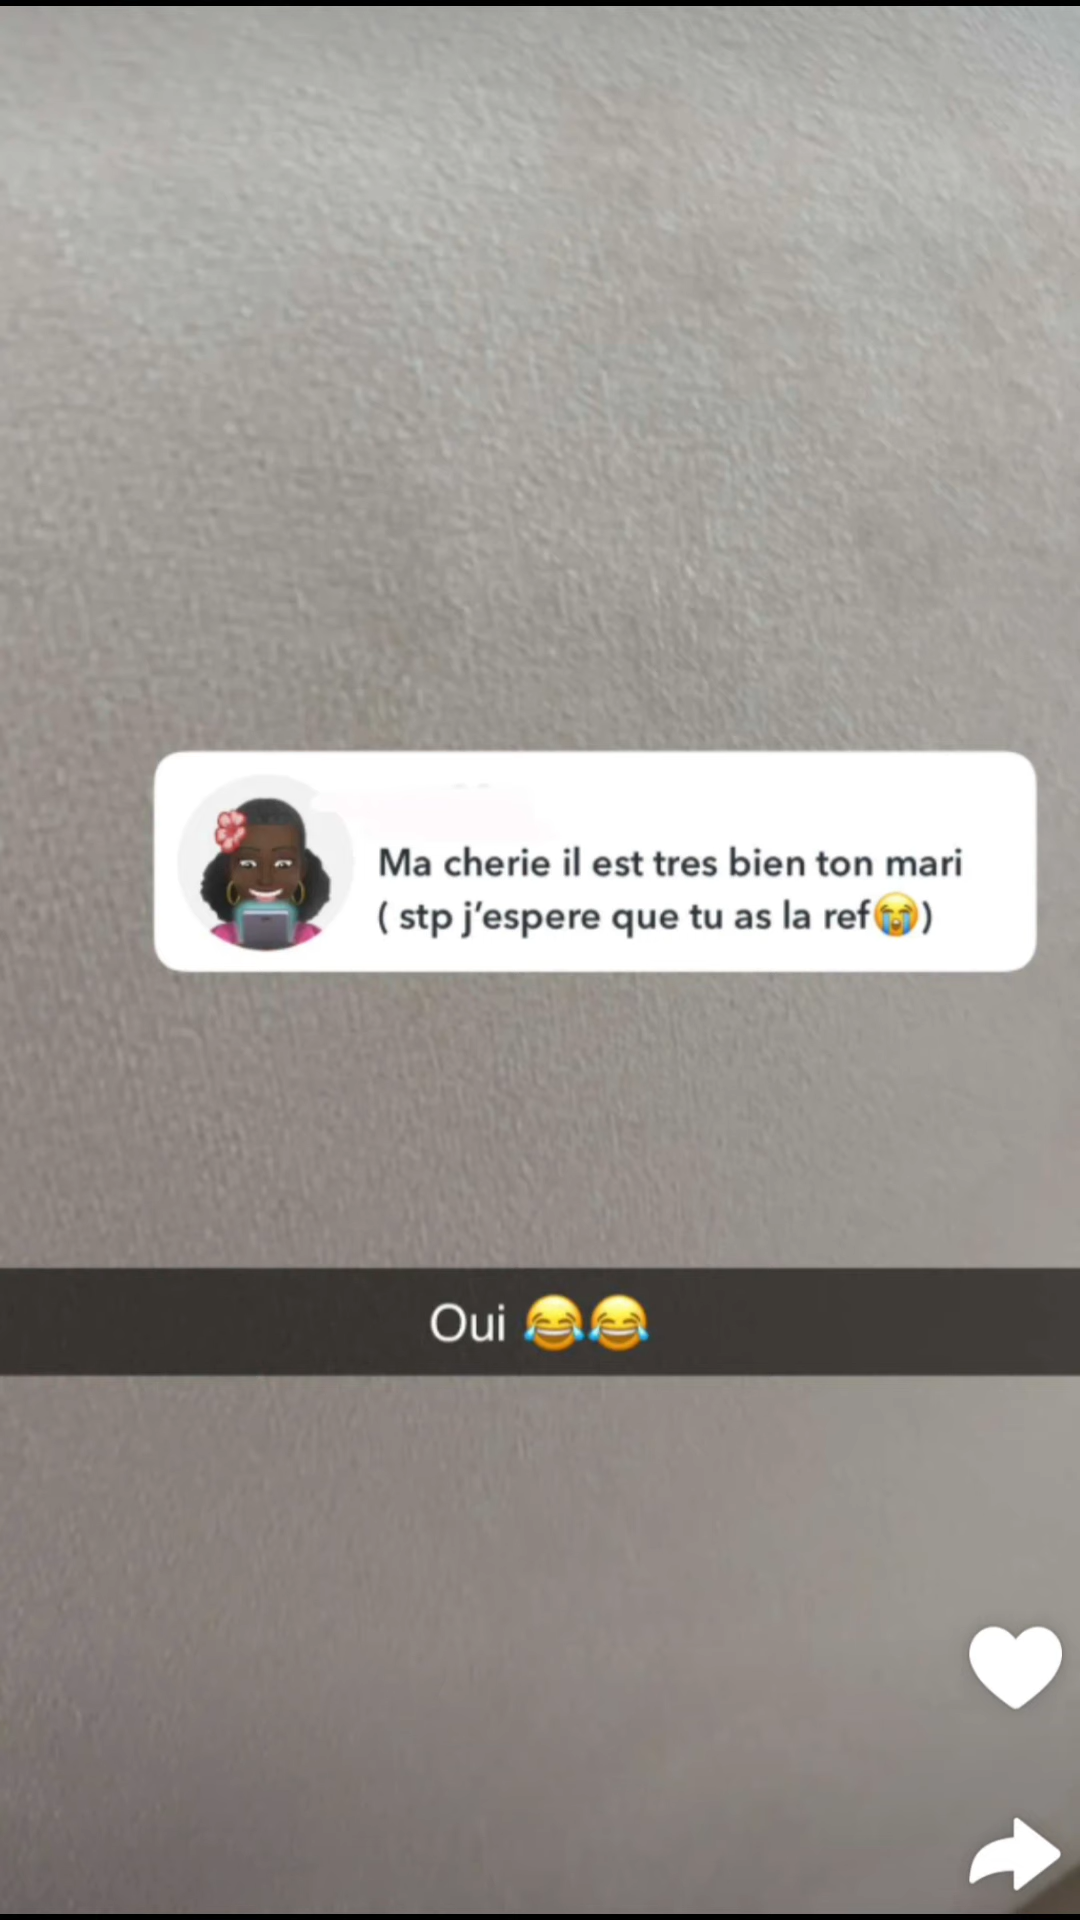 Ma cherie il est tres bien ton mari
( stp j’espere que tu as la ref😭)
Oui 😂😂